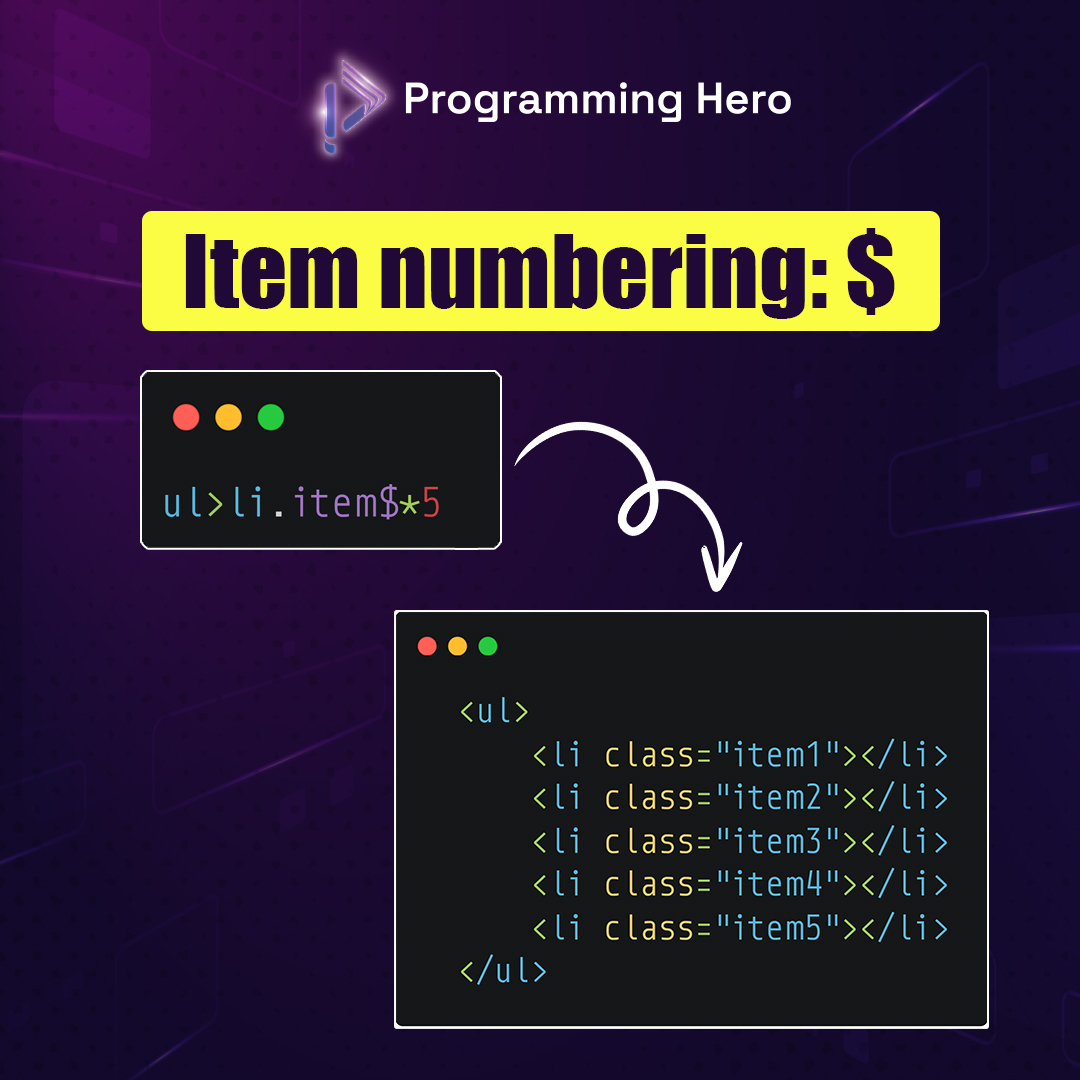 Programming Hero
Item numbering: $
ul>li.item$*5
<ul>
    <li class="item1"></li>
    <li class="item2"></li>
    <li class="item3"></li>
    <li class="item4"></li>
    <li class="item5"></li>
</ul>